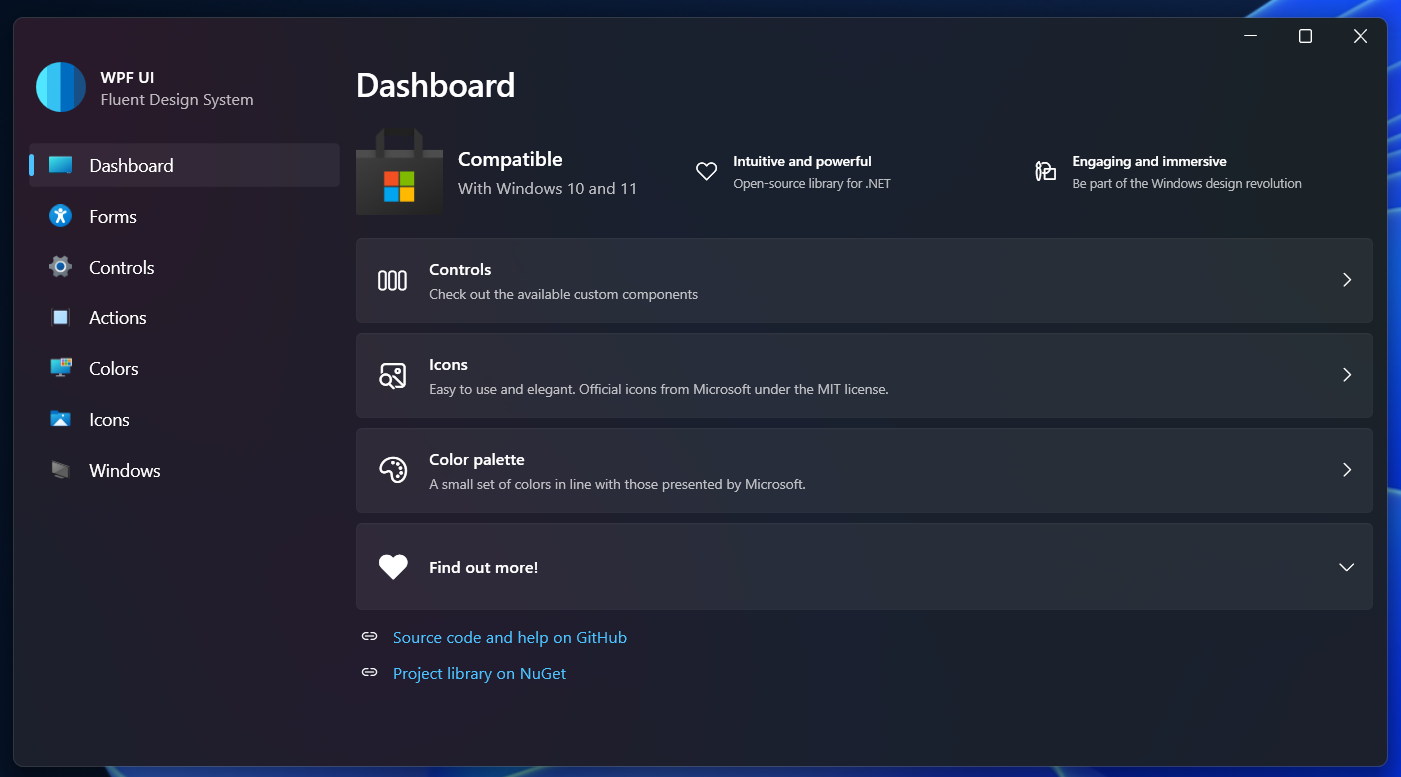 WPF UI
Fluent Design System
Dashboard
Forms
Controls
Actions
Colors
Icons
Windows
Dashboard
Compatible
With Windows 10 and 11
Intuitive and powerful
Open-source library for .NET
Engaging and immersive
Be part of the Windows design revolution
Controls
Check out the available custom components
Icons
Easy to use and elegant. Official icons from Microsoft under the MIT license.
Color palette
A small set of colors in line with those presented by Microsoft.
Find out more!
Source code and help on GitHub
Project library on NuGet